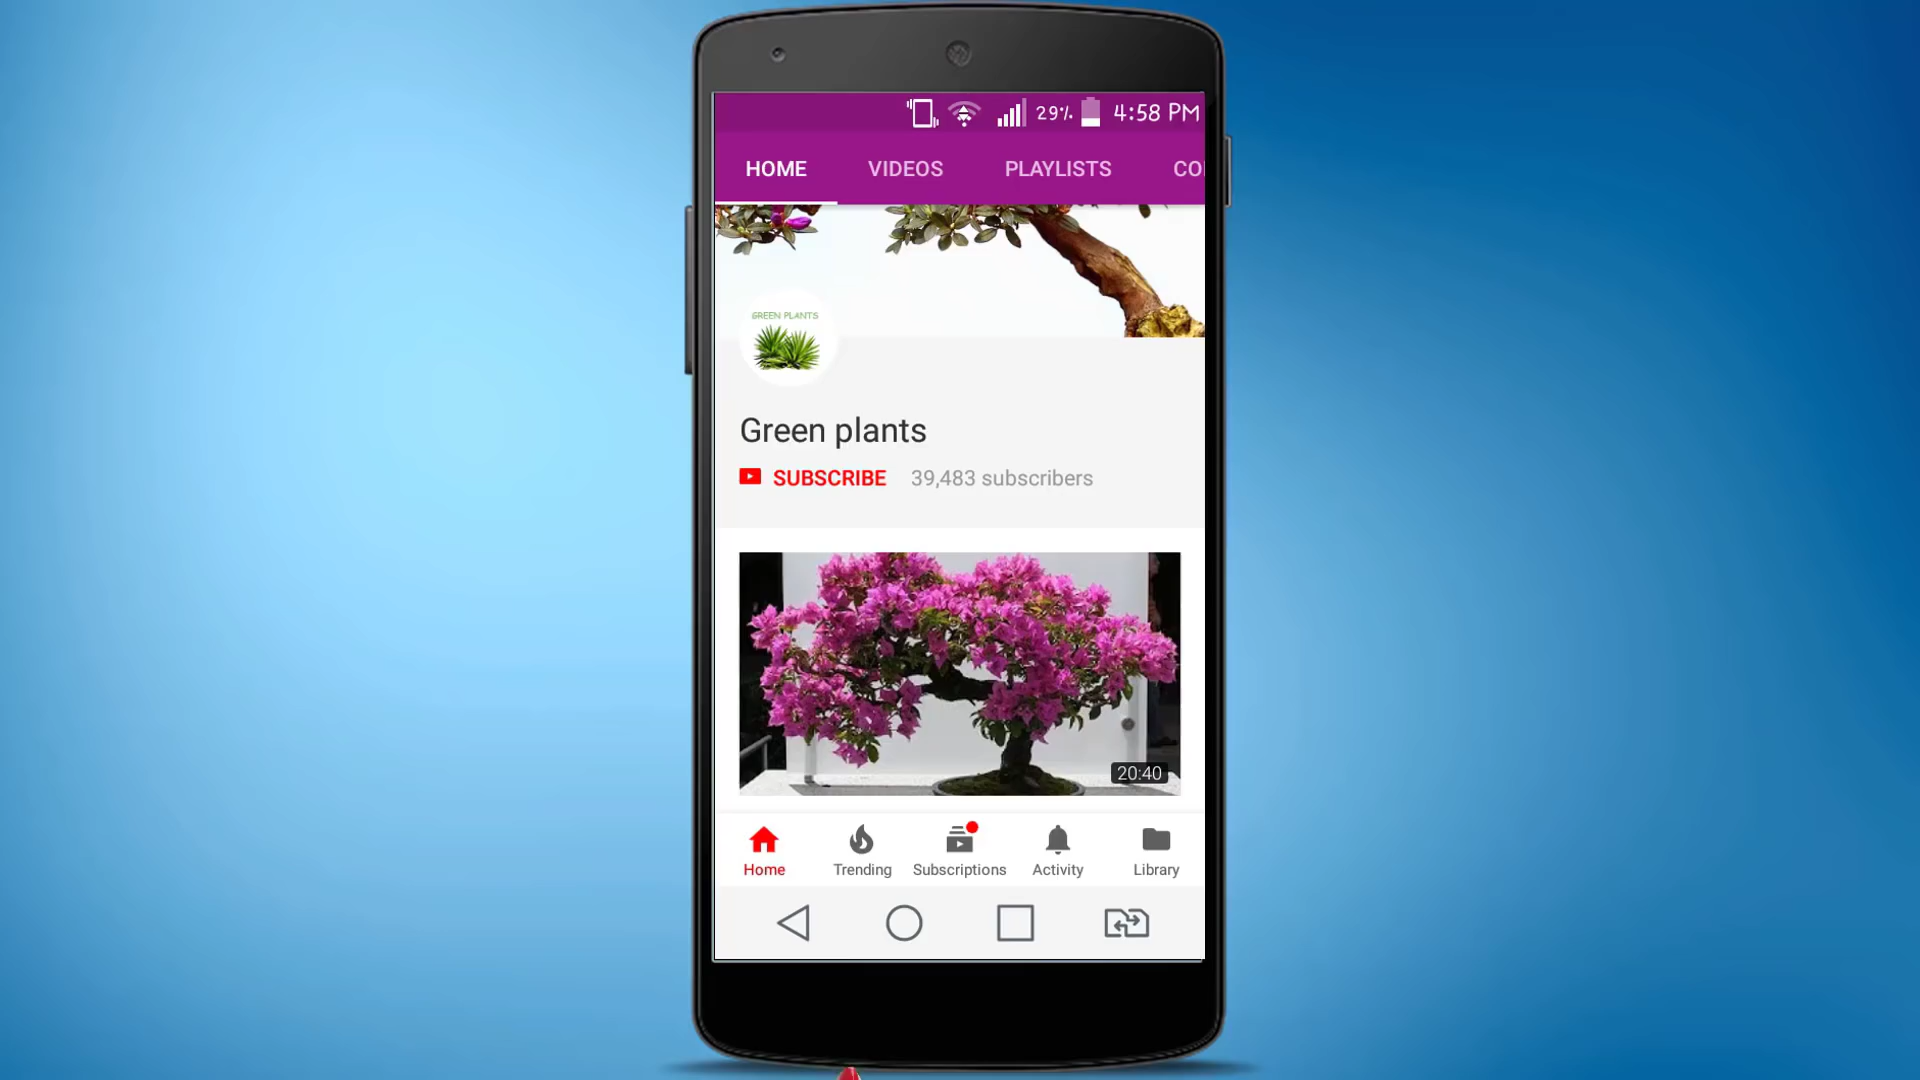 29% 4:58 PM
HOME VIDEOS PLAYLISTS CO
GREEN PLANTS
Green plants
SUBSCRIBE 39,483 subscribers
20:40
Home Trending Subscriptions Activity Library